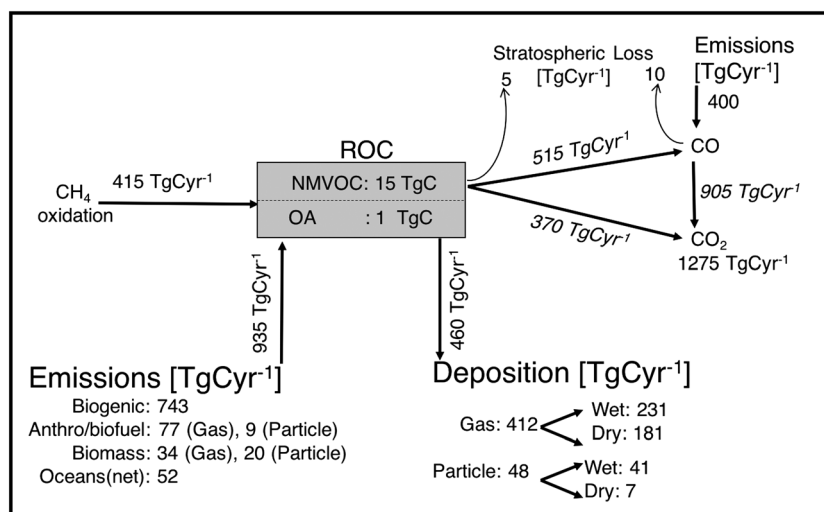 Stratospheric Loss
[TgCyr-1]
5
10
Emissions
[TgCyr-1]
400
ROC
NMVOC: 15 TgC
OA : 1 TgC
CH4
oxidation
415 TgCyr-1
515 TgCyr-1
370 TgCyr-1
CO
905 TgCyr-1
CO2
1275 TgCyr-1
935 TgCyr-1
460 TgCyr-1
Emissions [TgCyr-1]
Biogenic: 743
Anthro/biofuel: 77 (Gas), 9 (Particle)
Biomass: 34 (Gas), 20 (Particle)
Oceans(net): 52
Deposition [TgCyr-1]
Gas: 412
Wet: 231
Dry: 181
Particle: 48
Wet: 41
Dry: 7